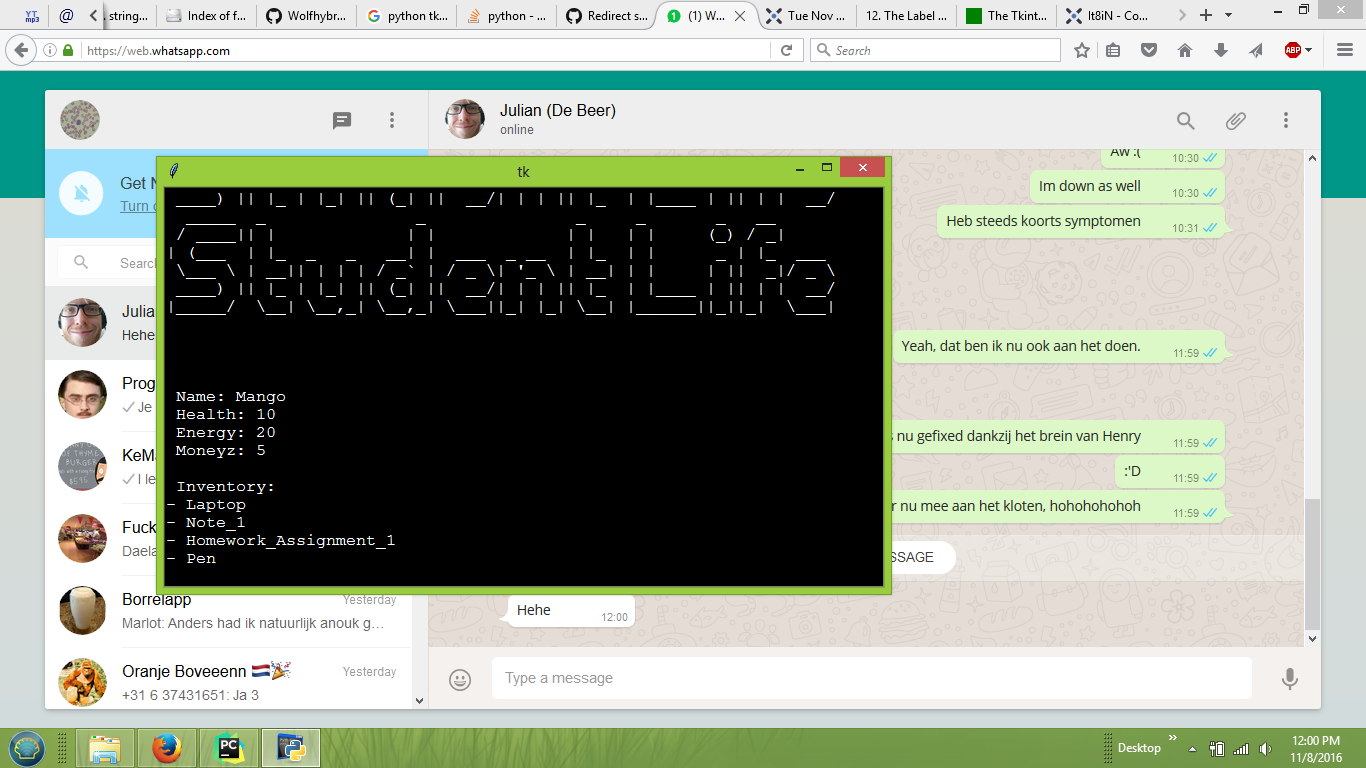 YT mp3
@
. string...
Index of f...
Wolfhybr...
python tk...
python - ...
Redirect s...
(1) W...
Tue Nov ...
12. The Label ...
The Tkint...
It8iN - Co...
https://web.whatsapp.com
Search
ABP
Julian (De Beer)
online
Get N
Turn o
Search
Julia
Hehe
Prog
Je
KeMa
I le
Fuck
Daela
Borrelapp
Yesterday
Marlot: Anders had ik natuurlijk anouk g...
Oranje Boveeenn 🇳🇱🎉
Yesterday
+31 6 37431651: Ja 3
tk
StudentLife
Name: Mango
Health: 10
Energy: 20
Moneyz: 5
Inventory:
- Laptop
- Note_1
- Homework_Assignment_1
- Pen
Aw :(
10:30
Im down as well
10:30
Heb steeds koorts symptomen
10:31
Yeah, dat ben ik nu ook aan het doen.
11:59
s nu gefixed dankzij het brein van Henry
11:59
:'D
11:59
r nu mee aan het kloten, hohohohohoh
11:59
SSAGE
Hehe
12:00
Type a message
PC
Desktop
12:00 PM
11/8/2016